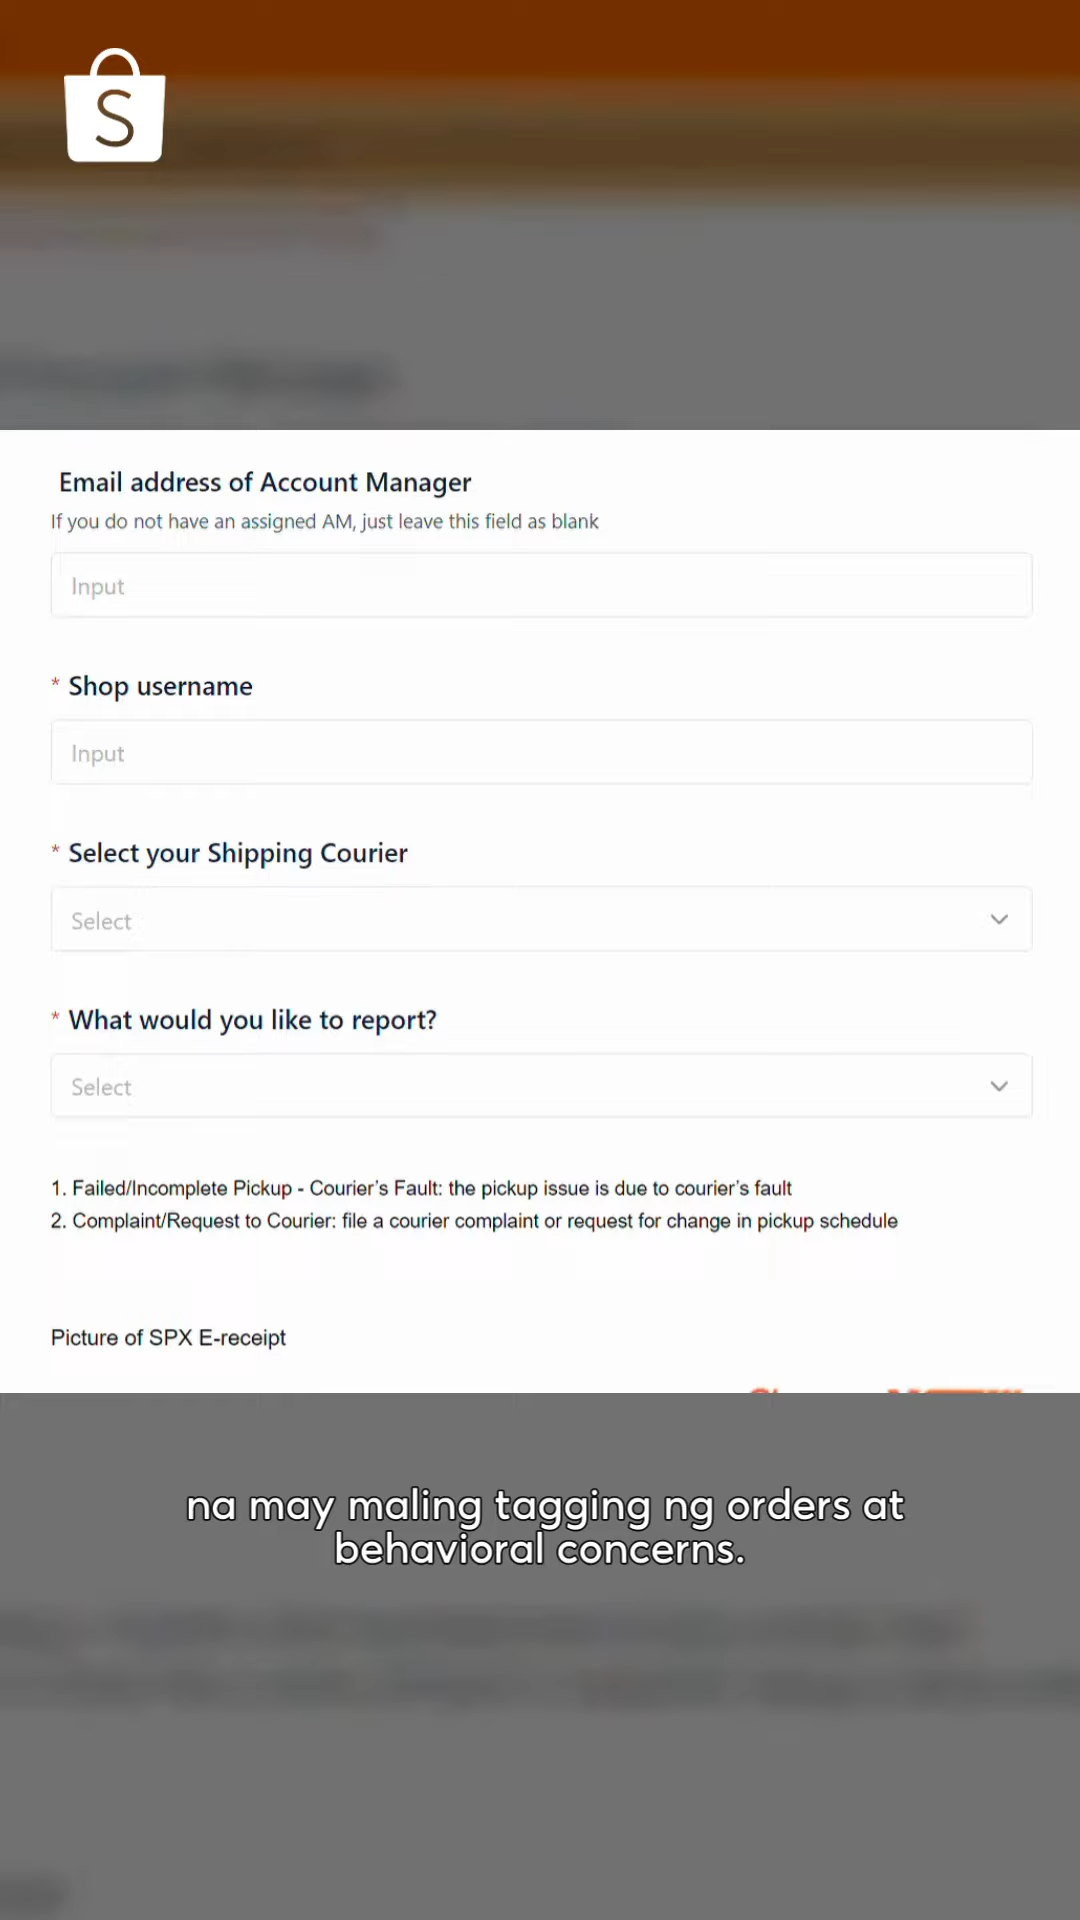 S
Email address of Account Manager
If you do not have an assigned AM, just leave this field as blank
Input
* Shop username
Input
* Select your Shipping Courier
Select
* What would you like to report?
Select
1. Failed/Incomplete Pickup - Courier's Fault: the pickup issue is due to courier's fault
2. Complaint/Request to Courier: file a courier complaint or request for change in pickup schedule
Picture of SPX E-receipt
na may maling tagging ng orders at
behavioral concerns.